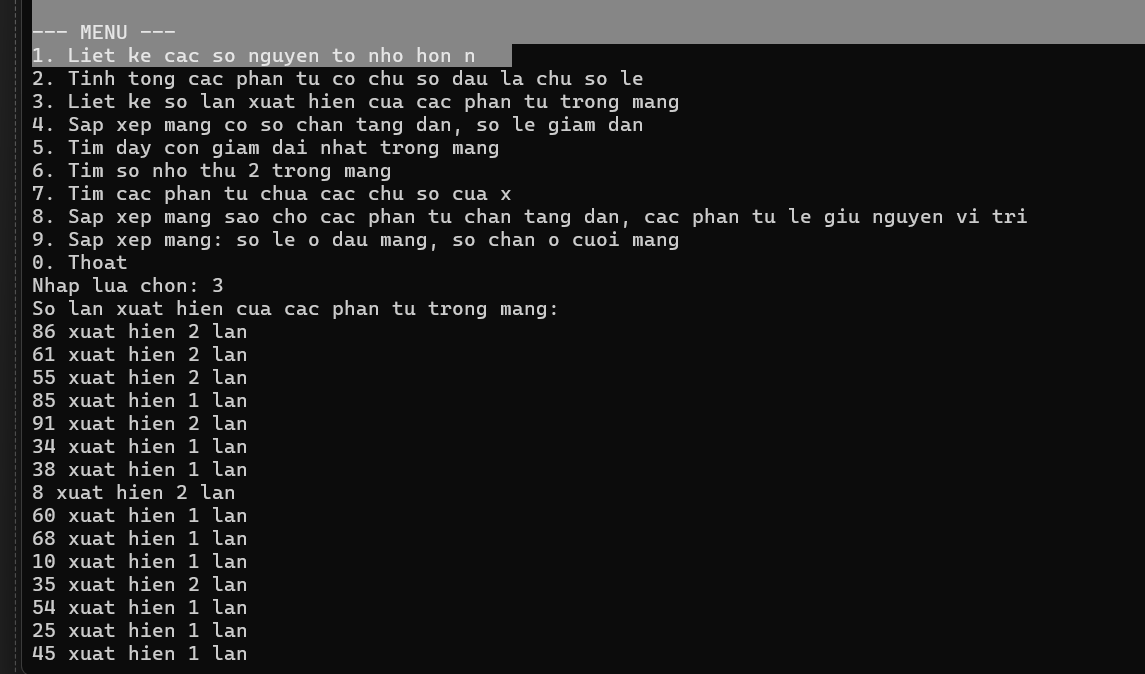 --- MENU ---
1. Liet ke cac so nguyen to nho hon n
2. Tinh tong cac phan tu co chu so dau la chu so le
3. Liet ke so lan xuat hien cua cac phan tu trong mang
4. Sap xep mang co so chan tang dan, so le giam dan
5. Tim day con giam dai nhat trong mang
6. Tim so nho thu 2 trong mang
7. Tim cac phan tu chua cac chu so cua x
8. Sap xep mang sao cho cac phan tu chan tang dan, cac phan tu le giu nguyen vi tri
9. Sap xep mang: so le o dau mang, so chan o cuoi mang
0. Thoat
Nhap lua chon: 3
So lan xuat hien cua cac phan tu trong mang:
86 xuat hien 2 lan
61 xuat hien 2 lan
55 xuat hien 2 lan
85 xuat hien 1 lan
91 xuat hien 2 lan
34 xuat hien 1 lan
38 xuat hien 1 lan
8 xuat hien 2 lan
60 xuat hien 1 lan
68 xuat hien 1 lan
10 xuat hien 1 lan
35 xuat hien 2 lan
54 xuat hien 1 lan
25 xuat hien 1 lan
45 xuat hien 1 lan